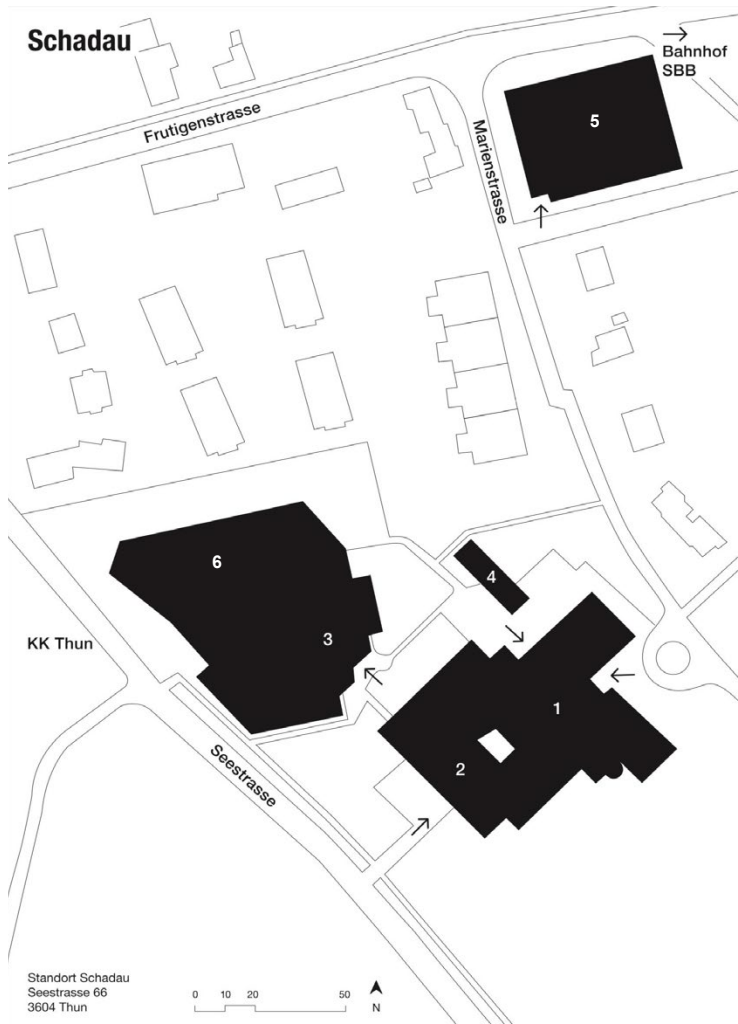 Schadau
Bahnhof
SBB
5
Frutigenstrasse
Marienstrasse
6
4
3
KK Thun
1
2
Seestrasse
Standort Schadau
Seestrasse 66
3604 Thun
0 10 20 50
N